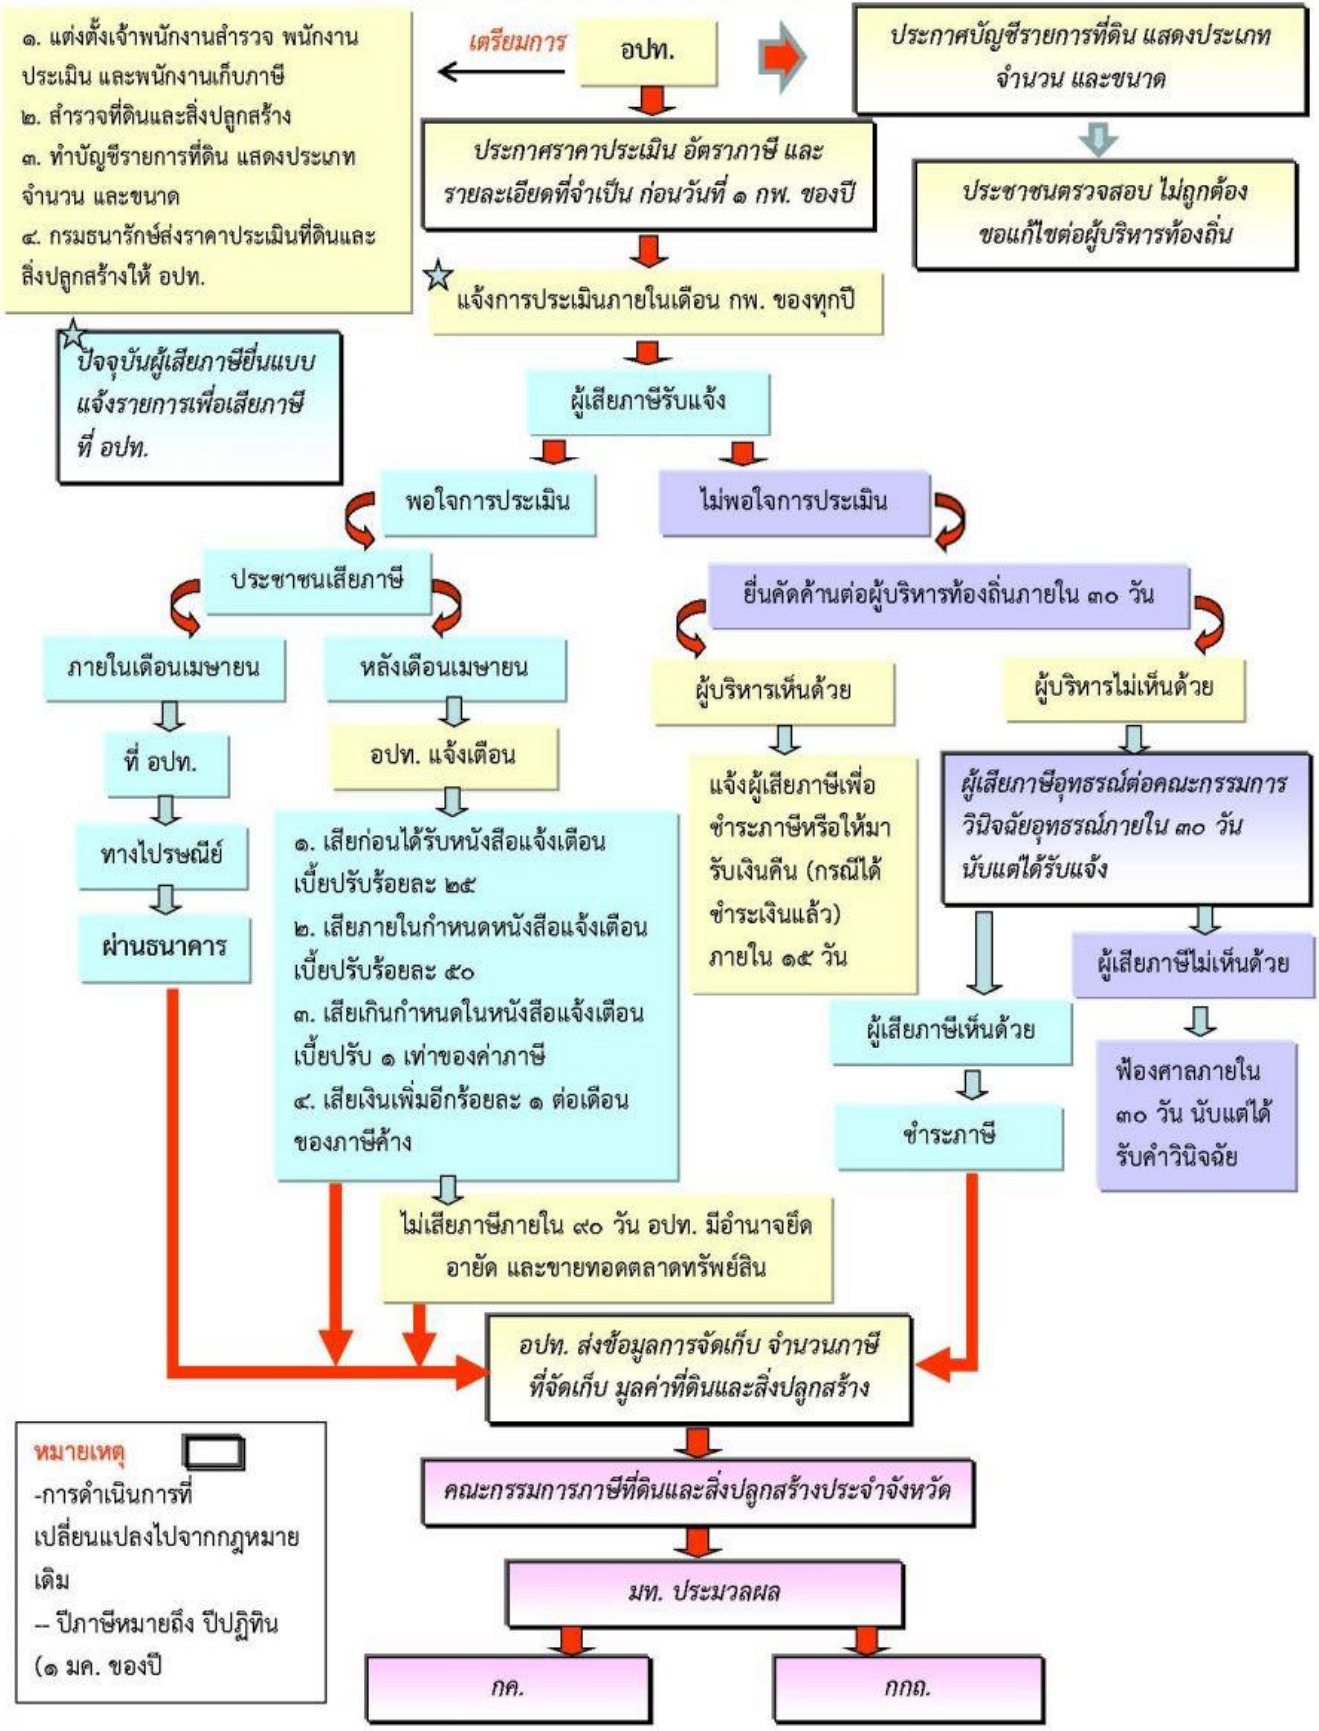 ๑. แต่งตั้งเจ้าพนักงานสำรวจ พนักงาน
ประเมิน และพนักงานเก็บภาษี
๒. สำรวจที่ดินและสิ่งปลูกสร้าง
๓. ทำบัญชีรายการที่ดิน แสดงประเภท
จำนวน และขนาด
๔. กรมธนารักษ์ส่งราคาประเมินที่ดินและ
สิ่งปลูกสร้างให้ อปท.
เตรียมการ
อปท.
ประกาศบัญชีรายการที่ดิน แสดงประเภท
จำนวน และขนาด
ประกาศราคาประเมิน อัตราภาษี และ
รายละเอียดที่จำเป็น ก่อนวันที่ ๑ กพ. ของปี
ประชาชนตรวจสอบ ไม่ถูกต้อง
ขอแก้ไขต่อผู้บริหารท้องถิ่น
แจ้งการประเมินภายในเดือน กพ. ของทุกปี
ปัจจุบันผู้เสียภาษียื่นแบบ
แจ้งรายการเพื่อเสียภาษี
ที่ อปท.
ผู้เสียภาษีรับแจ้ง
พอใจการประเมิน
ไม่พอใจการประเมิน
ประชาชนเสียภาษี
ยื่นคัดค้านต่อผู้บริหารท้องถิ่นภายใน ๓๐ วัน
ภายในเดือนเมษายน
หลังเดือนเมษายน
ผู้บริหารเห็นด้วย
ผู้บริหารไม่เห็นด้วย
ที่ อปท.
อปท. แจ้งเตือน
แจ้งผู้เสียภาษีเพื่อ
ชำระภาษีหรือให้มา
รับเงินคืน (กรณีได้
ชำระเงินแล้ว)
ภายใน ๑๕ วัน
ผู้เสียภาษีอุทธรณ์ต่อคณะกรรมการ
วินิจฉัยอุทธรณ์ภายใน ๓๐ วัน
นับแต่ได้รับแจ้ง
ทางไปรษณีย์
ผ่านธนาคาร
๑. เสียก่อนได้รับหนังสือแจ้งเตือน
เบี้ยปรับร้อยละ ๒๕
๒. เสียภายในกำหนดหนังสือแจ้งเตือน
เบี้ยปรับร้อยละ ๕๐
๓. เสียเกินกำหนดในหนังสือแจ้งเตือน
เบี้ยปรับ ๑ เท่าของค่าภาษี
๔. เสียเงินเพิ่มอีกร้อยละ ๑ ต่อเดือน
ของภาษีค้าง
ผู้เสียภาษีไม่เห็นด้วย
ผู้เสียภาษีเห็นด้วย
ฟ้องศาลภายใน
๓๐ วัน นับแต่ได้
รับคำวินิจฉัย
ชำระภาษี
ไม่เสียภาษีภายใน ๙๐ วัน อปท. มีอำนาจยึด
อายัด และขายทอดตลาดทรัพย์สิน
อปท. ส่งข้อมูลการจัดเก็บ จำนวนภาษี
ที่จัดเก็บ มูลค่าที่ดินและสิ่งปลูกสร้าง
หมายเหตุ
-การดำเนินการที่
เปลี่ยนแปลงไปจากกฎหมาย
เดิม
-- ปีภาษีหมายถึง ปีปฏิทิน
(๑ มค. ของปี
คณะกรรมการภาษีที่ดินและสิ่งปลูกสร้างประจำจังหวัด
มท. ประมวลผล
กค.
กกถ.